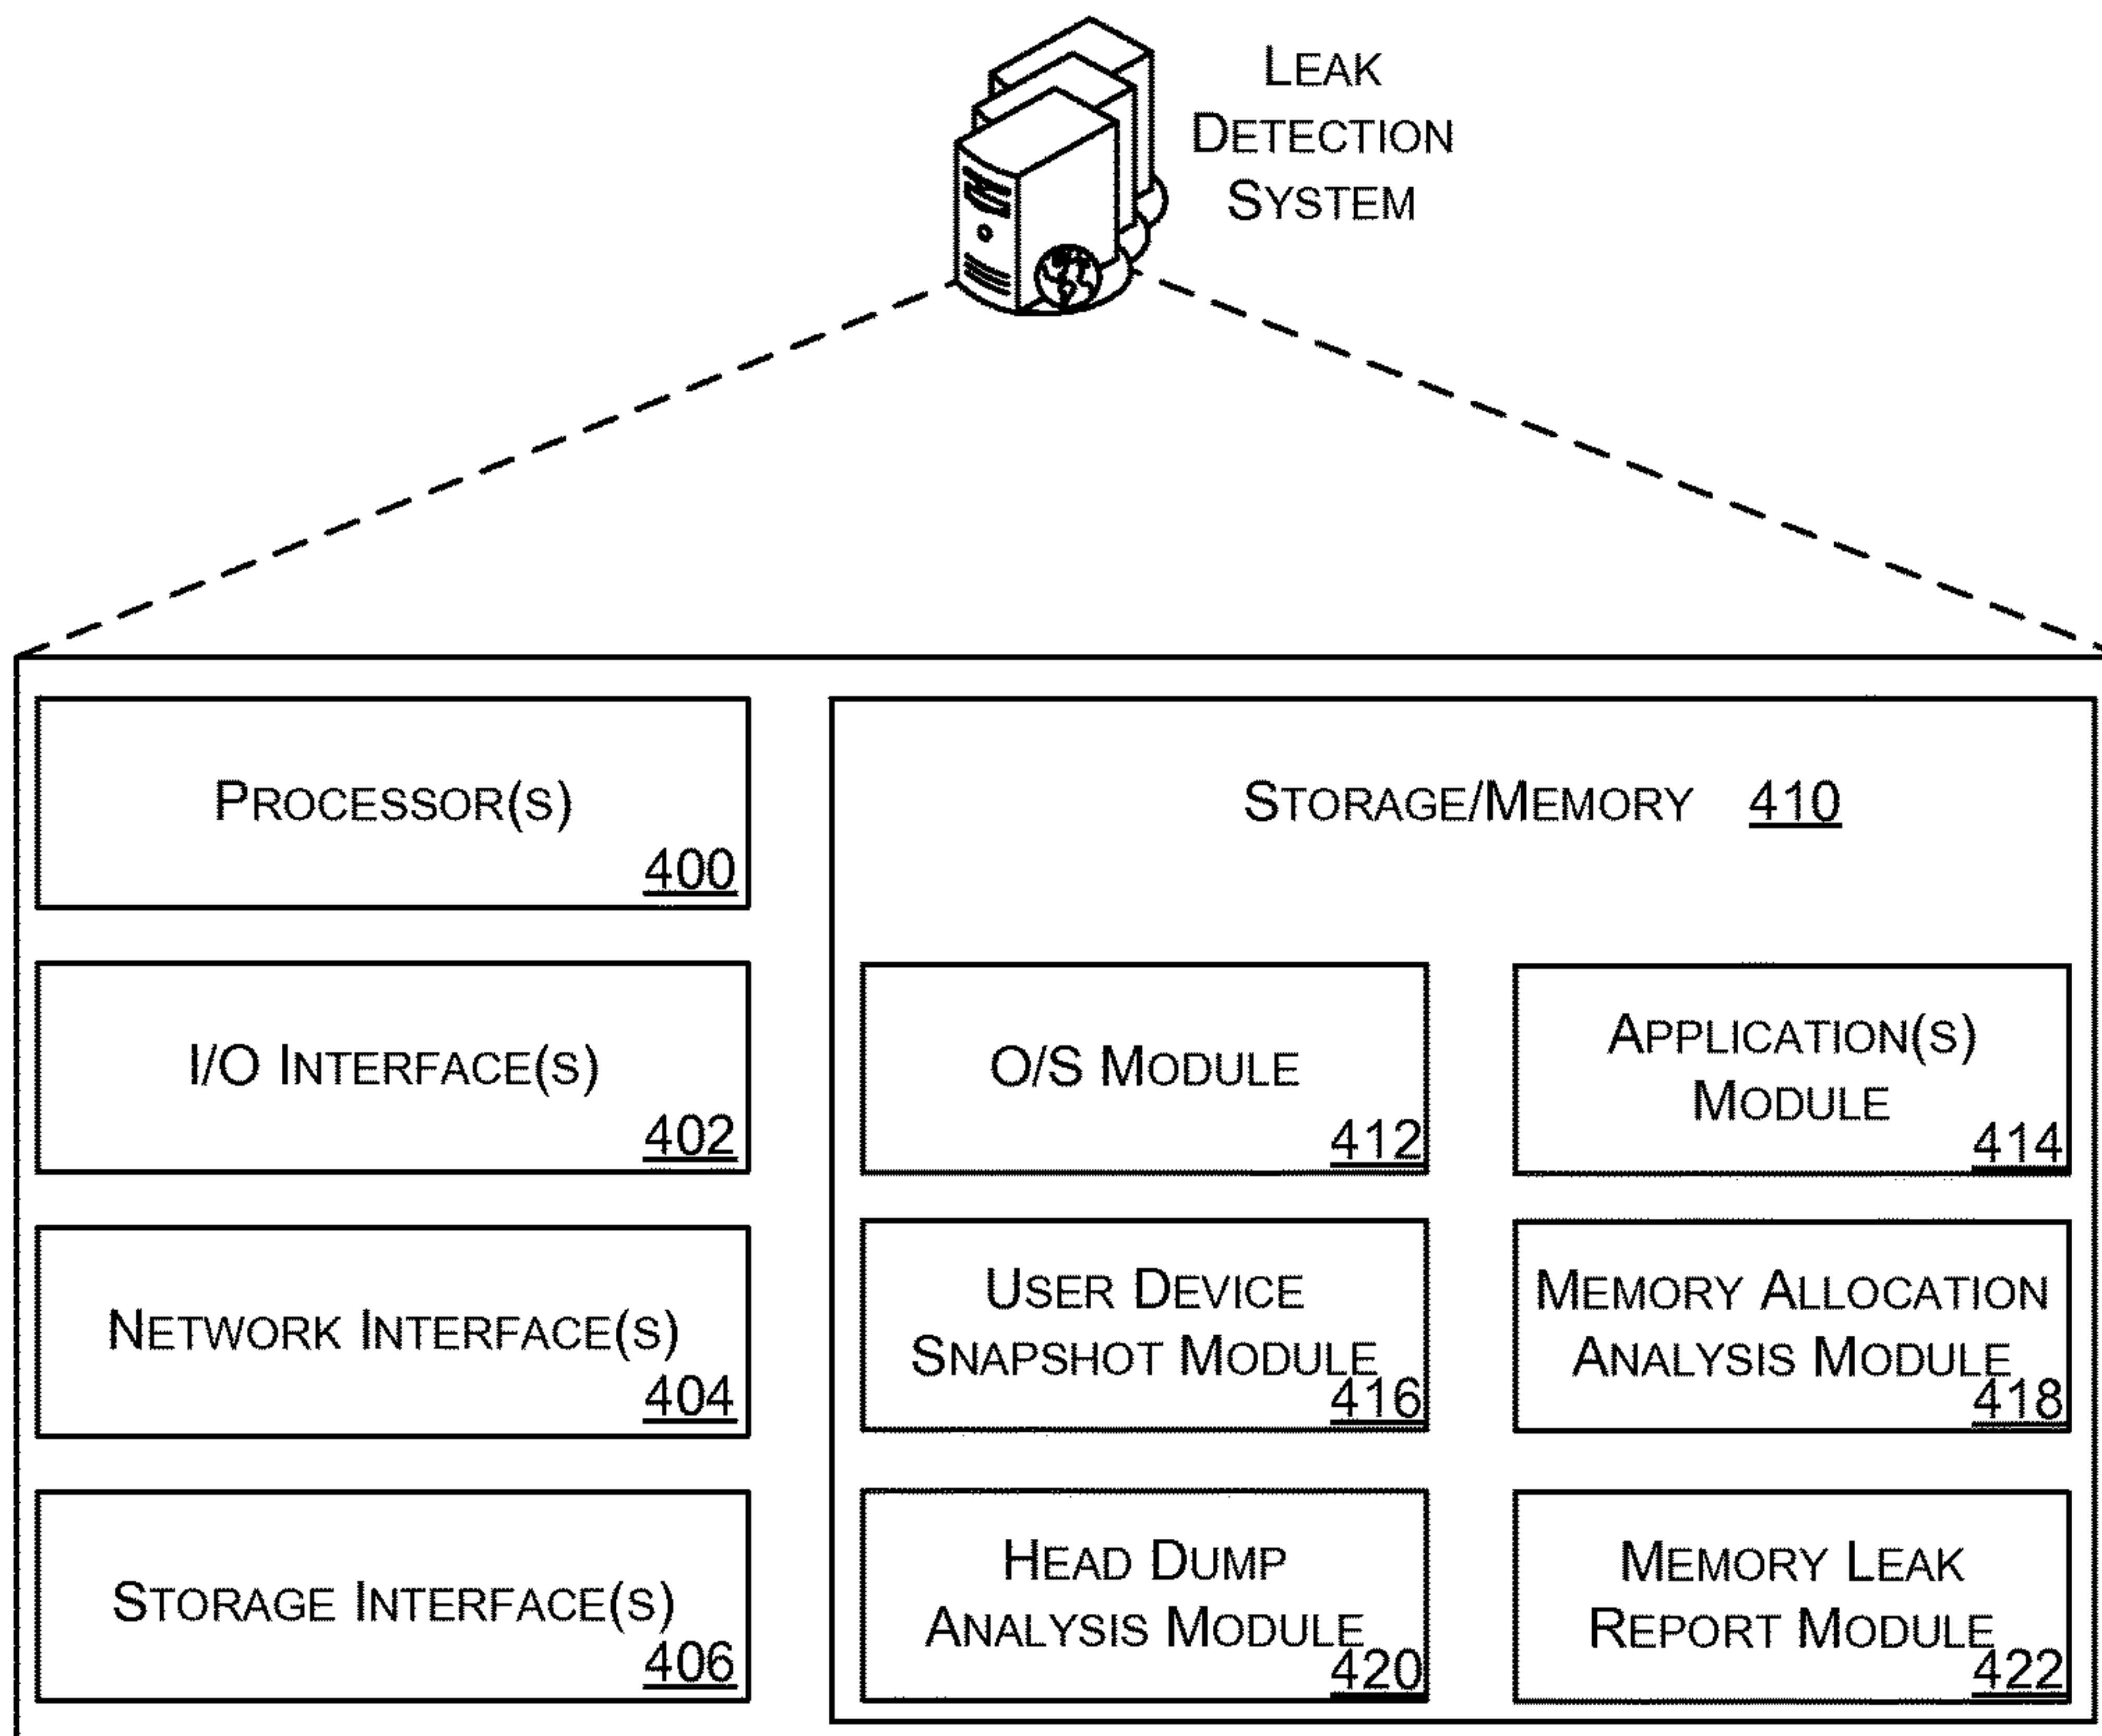 LEAK
DETECTION
SYSTEM
PROCESSOR(S)
400
I/O INTERFACE(S)
402
NETWORK INTERFACE(S)
404
STORAGE INTERFACE(S)
406
STORAGE/MEMORY 410
O/S MODULE
412
APPLICATION(S)
MODULE
414
USER DEVICE
SNAPSHOT MODULE
416
MEMORY ALLOCATION
ANALYSIS MODULE
418
HEAD DUMP
ANALYSIS MODULE
420
MEMORY LEAK
REPORT MODULE
422